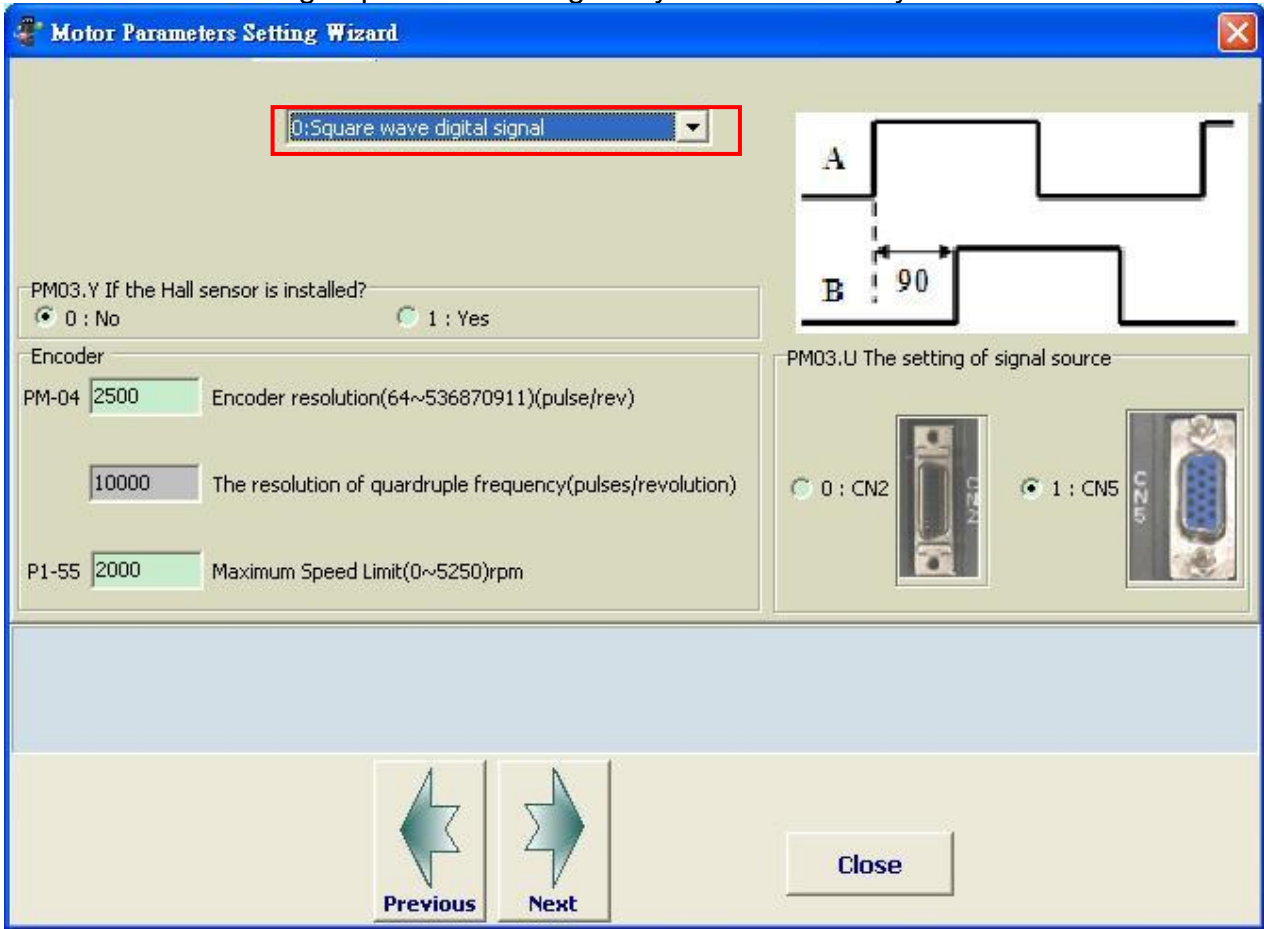 Motor Parameters Setting Wizard
0:Square wave digital signal
A
B
90
PM03.Y If the Hall sensor is installed?
0 : No
1 : Yes
Encoder
PM-04 2500 Encoder resolution(64~536870911)(pulse/rev)
10000 The resolution of quardruple frequency(pulses/revolution)
P1-55 2000 Maximum Speed Limit(0~5250)rpm
PM03.U The setting of signal source
0 : CN2
CN2
1 : CN5
CN5
Previous
Next
Close